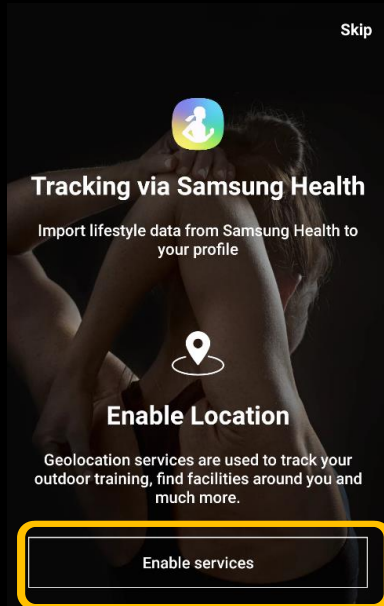 Skip
Tracking via Samsung Health
Import lifestyle data from Samsung Health to
your profile
Enable Location
Geolocation services are used to track your
outdoor training, find facilities around you and
much more.
Enable services